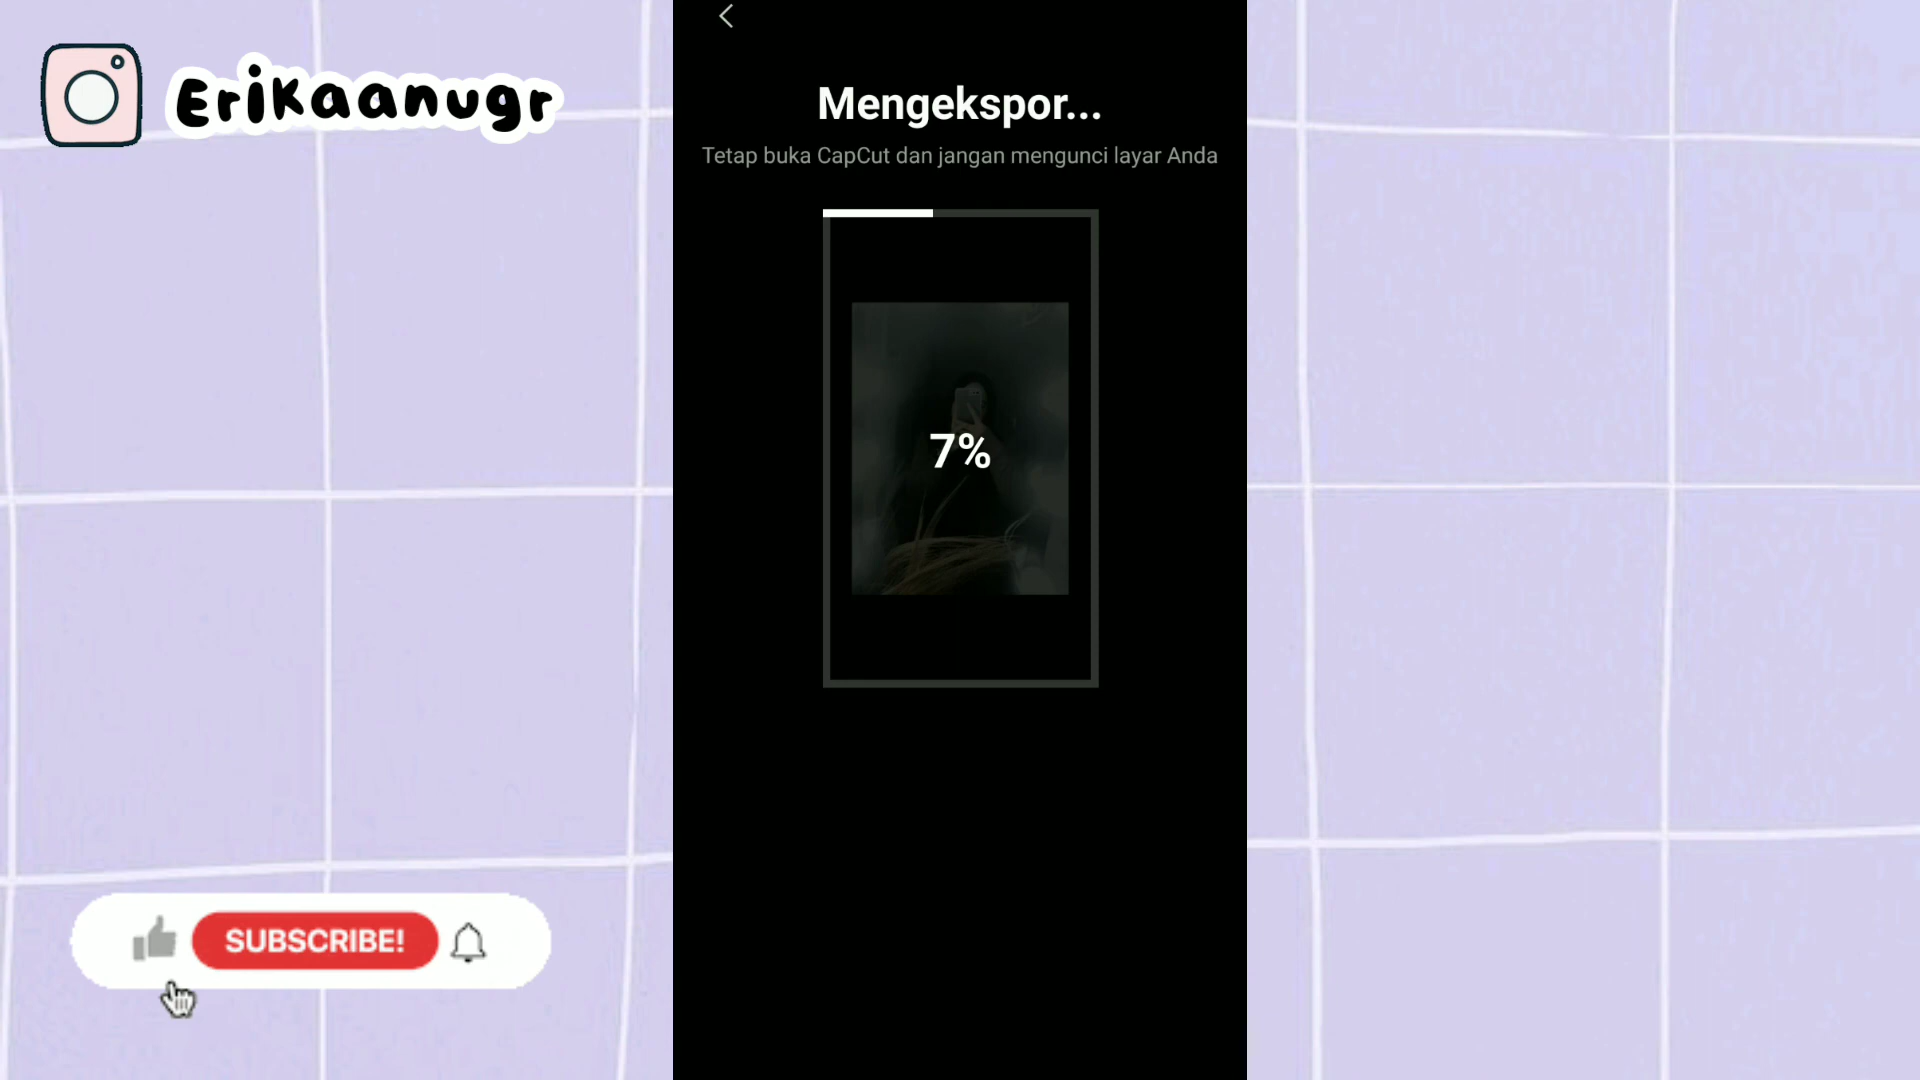 Erikaanugr
Mengekspor...
Tetap buka CapCut dan jangan mengunci layar Anda
7%
SUBSCRIBE!